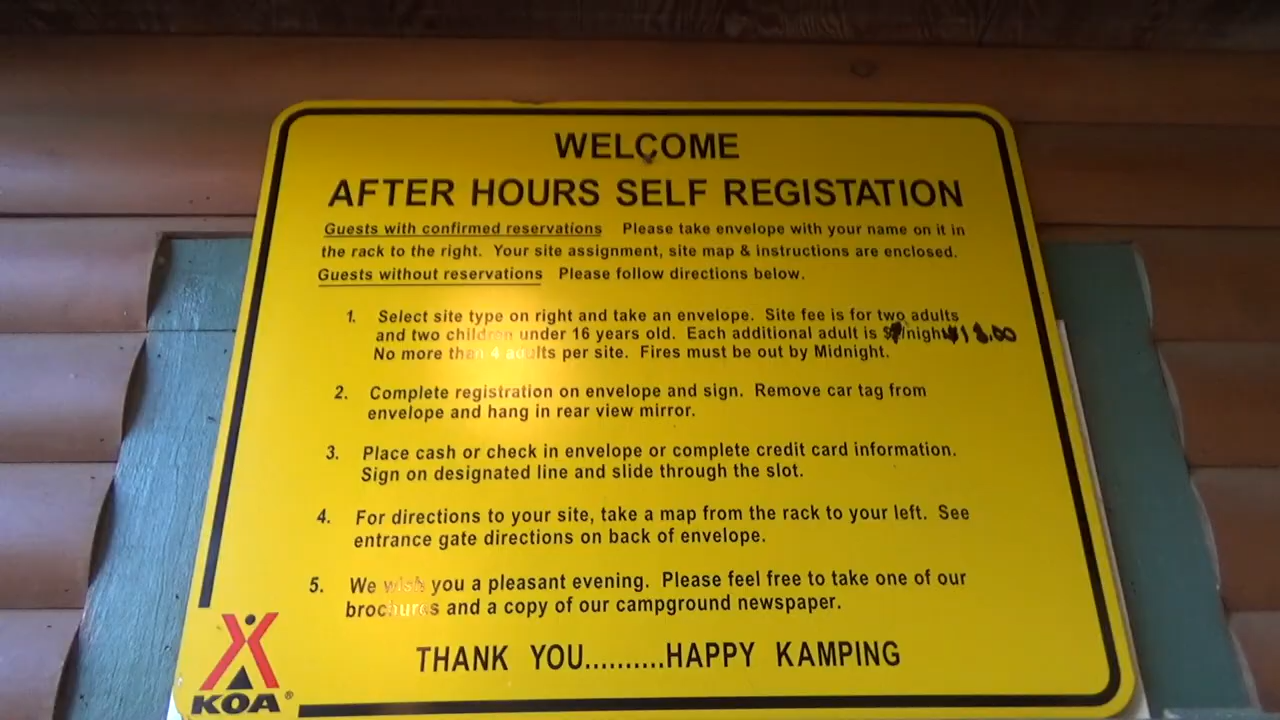 WELCOME
AFTER HOURS SELF REGISTATION
Guests with confirmed reservations Please take envelope with your name on it in
the rack to the right. Your site assignment, site map & instructions are enclosed.
Guests without reservations Please follow directions below.
1. Select site type on right and take an envelope. Site fee is for two adults
and two children under 16 years old. Each additional adult is $ /night
No more than 4 adults per site. Fires must be out by Midnight.
2. Complete registration on envelope and sign. Remove car tag from
envelope and hang in rear view mirror.
3. Place cash or check in envelope or complete credit card information.
Sign on designated line and slide through the slot.
4. For directions to your site, take a map from the rack to your left. See
entrance gate directions on back of envelope.
5. We wish you a pleasant evening. Please feel free to take one of our
brochures and a copy of our campground newspaper.
THANK YOU..........HAPPY KAMPING
KOA®